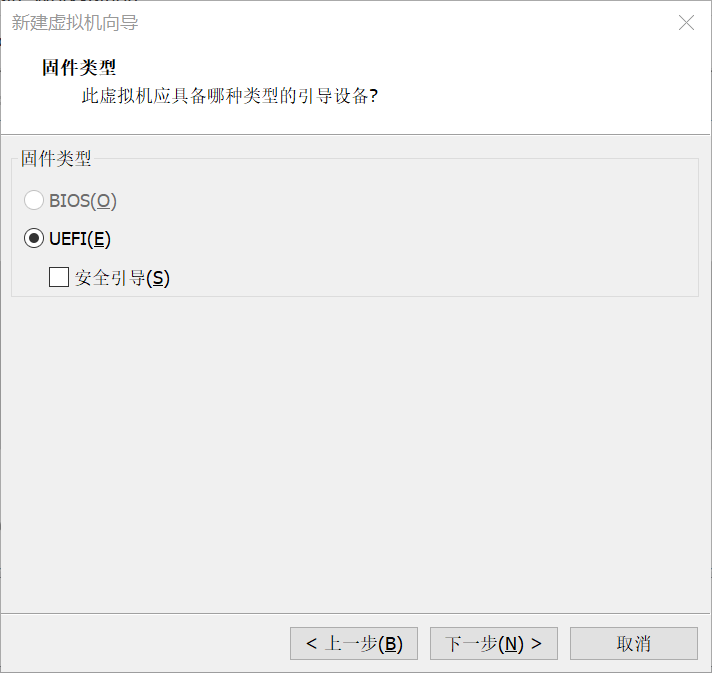 新建虚拟机向导
固件类型
此虚拟机应具备哪种类型的引导设备?
固件类型
BIOS(O)
UEFI(E)
安全引导(S)
< 上一步(B)
下一步(N) >
取消